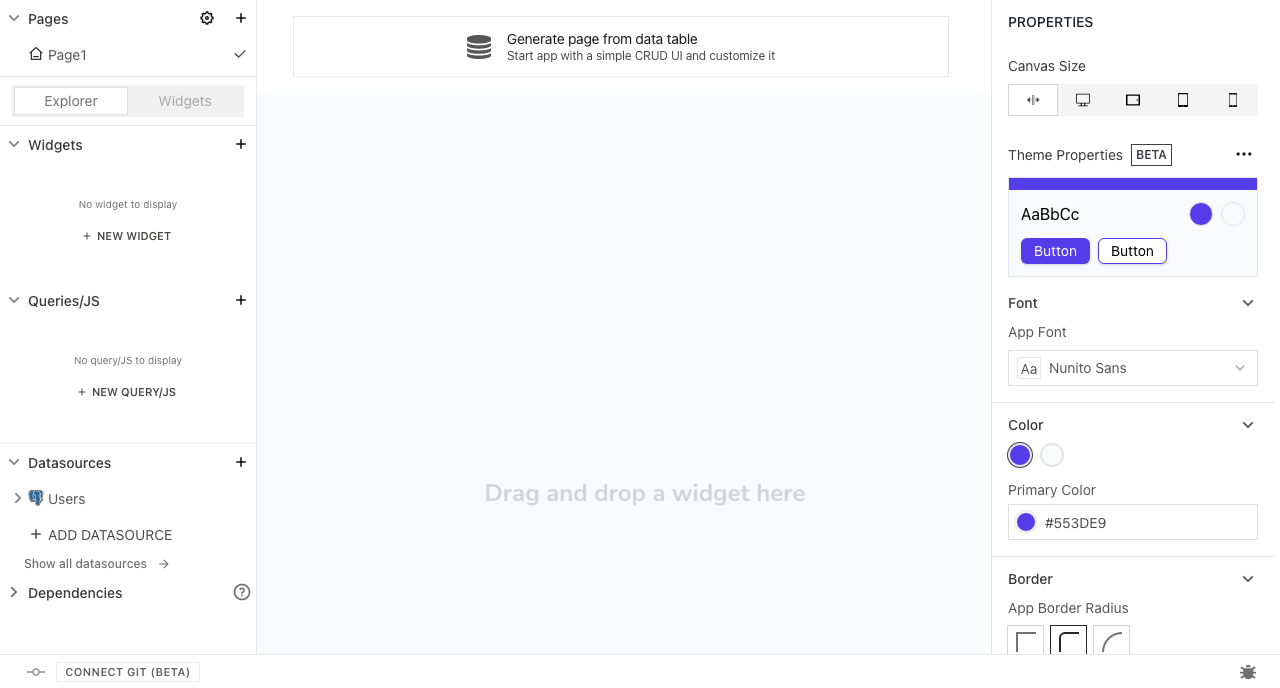 Pages
Page1
Explorer
Widgets
Widgets
No widget to display
+ NEW WIDGET
Queries/JS
No query/JS to display
+ NEW QUERY/JS
Datasources
Users
+ ADD DATASOURCE
Show all datasources
Dependencies
CONNECT GIT (BETA)
Generate page from data table
Start app with a simple CRUD UI and customize it
Drag and drop a widget here
PROPERTIES
Canvas Size
Theme Properties BETA
AaBbCc
Button Button
Font
App Font
Aa Nunito Sans
Color
Primary Color
#553DE9
Border
App Border Radius